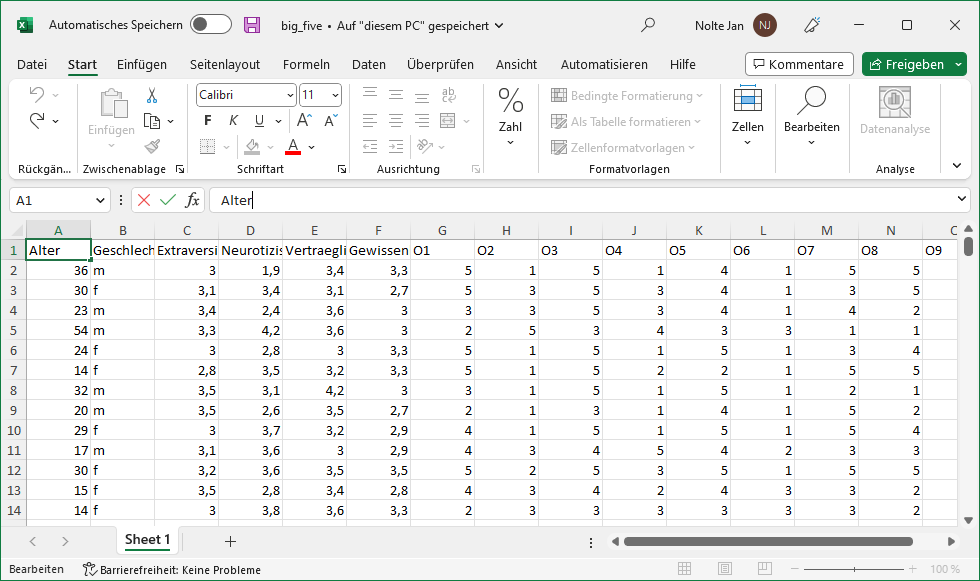 Automatisches Speichern big_five • Auf "diesem PC" gespeichert Nolte Jan NJ
Datei Start Einfügen Seitenlayout Formeln Daten Überprüfen Ansicht Automatisieren Hilfe Kommentare Freigeben
Calibri 11 ab Bedingte Formatierung
Einfügen F K U A A % Zahl Als Tabelle formatieren Zellen Bearbeiten Datenanalyse
A Zellenformatvorlagen
Rückgän... Zwischenablage Schriftart Ausrichtung Formatvorlagen Analyse
A1 fx Alter
A B C D E F G H I J K L M N
1 Alter Geschlech Extraversi Neurotizis Vertraegli Gewissen O1 O2 O3 O4 O5 O6 O7 O8 O9
2 36 m 3 1,9 3,4 3,3 5 1 5 1 4 1 5 5
3 30 f 3,1 3,4 3,1 2,7 5 3 5 3 4 1 3 5
4 23 m 3,4 2,4 3,6 3 3 3 5 3 4 1 4 2
5 54 m 3,3 4,2 3,6 3 2 5 3 4 3 3 1 1
6 24 f 3 2,8 3 3,3 5 1 5 1 5 1 3 4
7 14 f 2,8 3,5 3,2 3,3 5 1 5 2 2 1 5 5
8 32 m 3,5 3,1 4,2 3 3 1 5 1 5 1 2 1
9 20 m 3,5 2,6 3,5 2,7 2 1 3 1 4 1 5 2
10 29 f 3 3,7 3,2 2,9 4 1 5 1 5 1 5 4
11 17 m 3,1 3,6 3 2,9 4 3 4 5 4 2 3 3
12 30 f 3,2 3,6 3,5 3,5 5 2 5 3 5 1 5 5
13 15 f 3,5 2,8 3,4 2,8 4 3 4 2 4 3 3 2
14 14 f 3 3,8 3,6 3,3 2 3 3 3 3 3 3 2
Sheet 1
Bearbeiten Barrierefreiheit: Keine Probleme 100 %